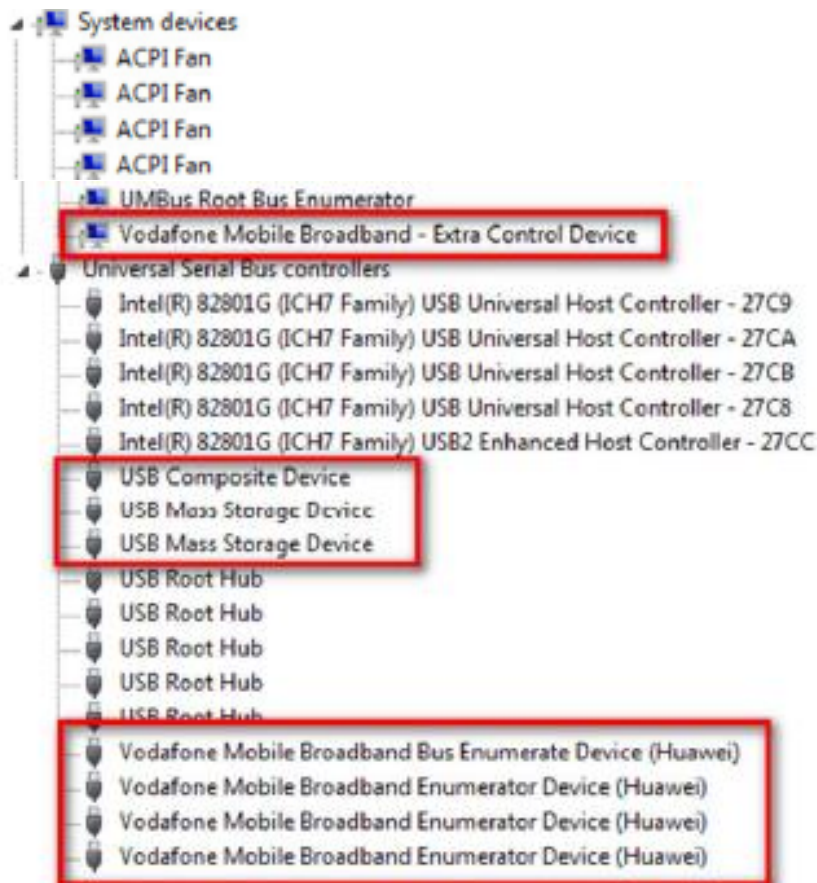 System devices
ACPI Fan
ACPI Fan
ACPI Fan
ACPI Fan
UMBus Root Bus Enumerator
Vodafone Mobile Broadband - Extra Control Device
Universal Serial Bus controllers
Intel(R) 82801G (ICH7 Family) USB Universal Host Controller - 27C9
Intel(R) 82801G (ICH7 Family) USB Universal Host Controller - 27CA
Intel(R) 82801G (ICH7 Family) USB Universal Host Controller - 27CB
Intel(R) 82801G (ICH7 Family) USB Universal Host Controller - 27C8
Intel(R) 82801G (ICH7 Family) USB2 Enhanced Host Controller - 27CC
USB Composite Device
USB Mass Storage Device
USB Mass Storage Device
USB Root Hub
USB Root Hub
USB Root Hub
USB Root Hub
USB Root Hub
Vodafone Mobile Broadband Bus Enumerate Device (Huawei)
Vodafone Mobile Broadband Enumerator Device (Huawei)
Vodafone Mobile Broadband Enumerator Device (Huawei)
Vodafone Mobile Broadband Enumerator Device (Huawei)